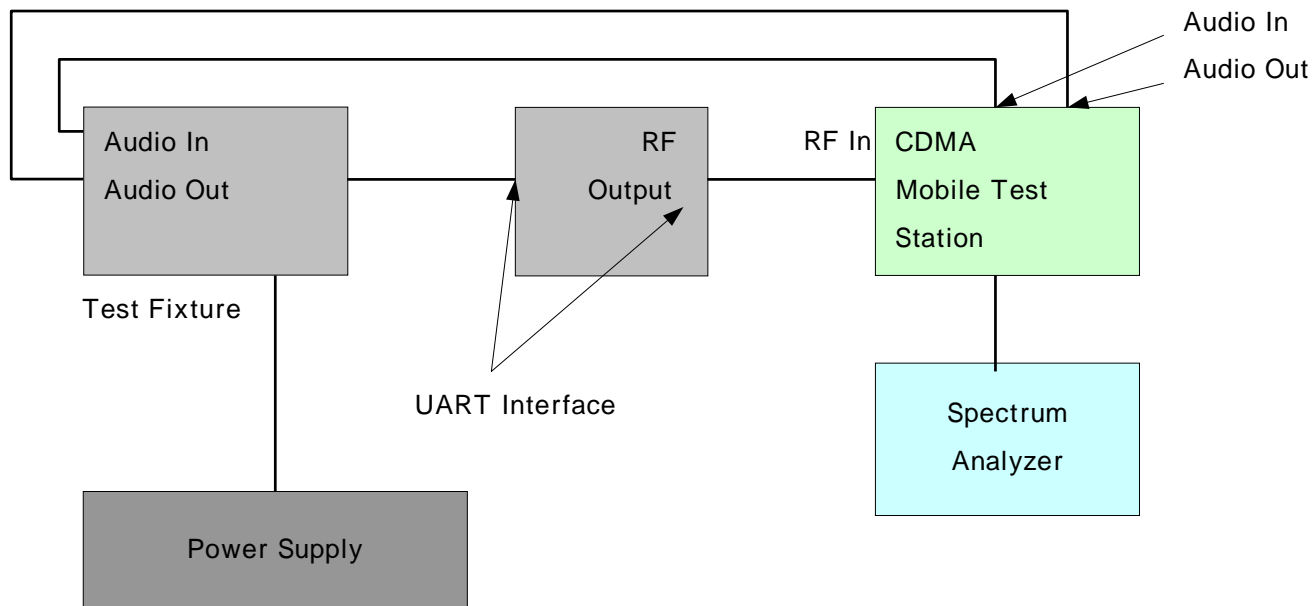 Audio In
Audio Out
Audio In
Audio Out
RF
Output
RF In
CDMA
Mobile Test
Station
Test Fixture
UART Interface
Spectrum
Analyzer
Power Supply